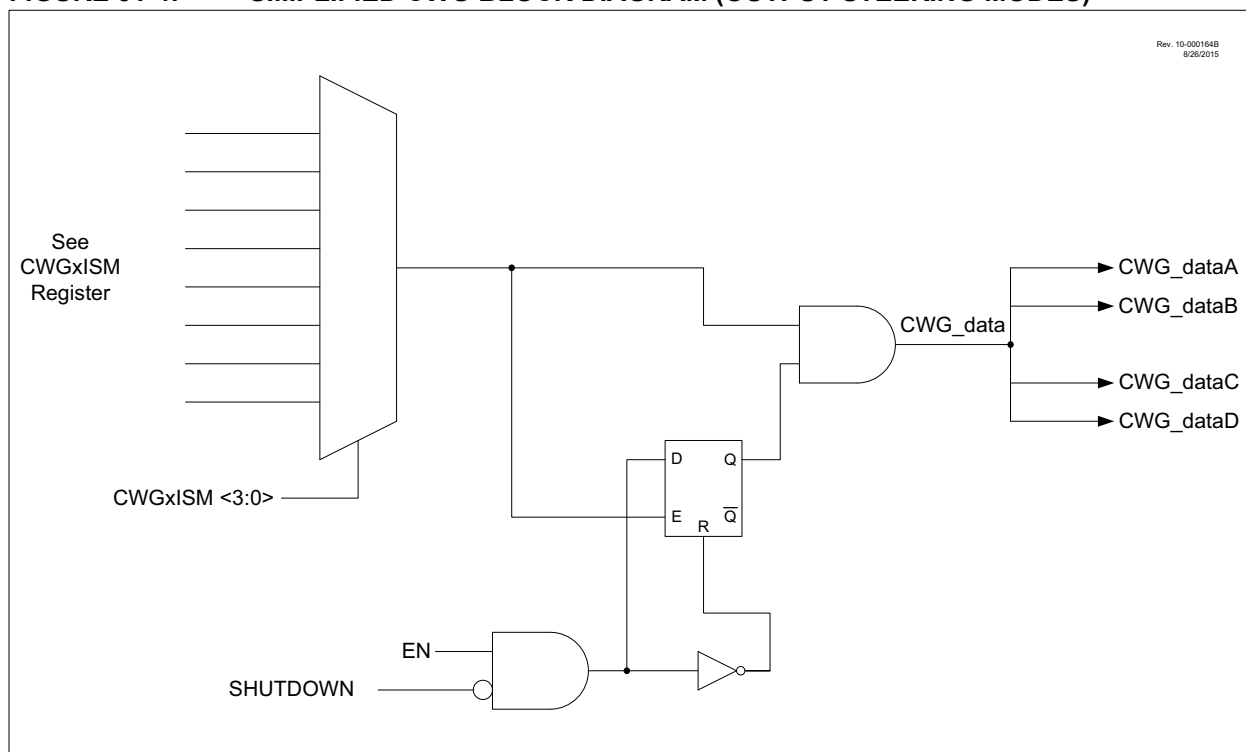 Rev. 10-000164B
8/26/2015
See
CWGxISM
Register
CWGxISM <3:0>
CWG_data
CWG_dataA
CWG_dataB
CWG_dataC
CWG_dataD
D
Q
E
R
Q̅
EN
SHUTDOWN